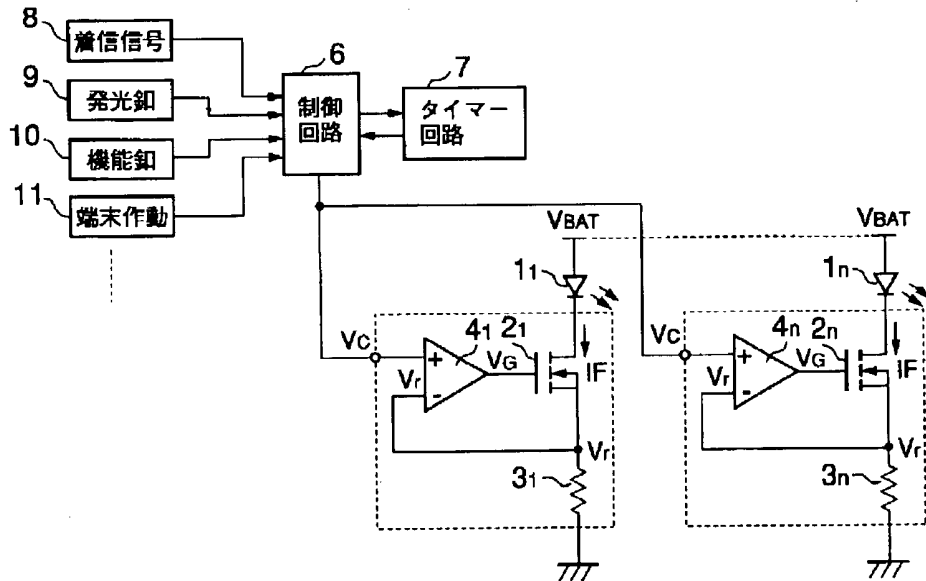 8
着信信号
9
発光釦
10
機能釦
11
端末作動
6
制御
回路
7
タイマー
回路
VBAT
VBAT
11
1n
VC
41
21
VG
IF
Vr
+
-
Vr
31
VC
4n
2n
VG
IF
Vr
+
-
Vr
3n